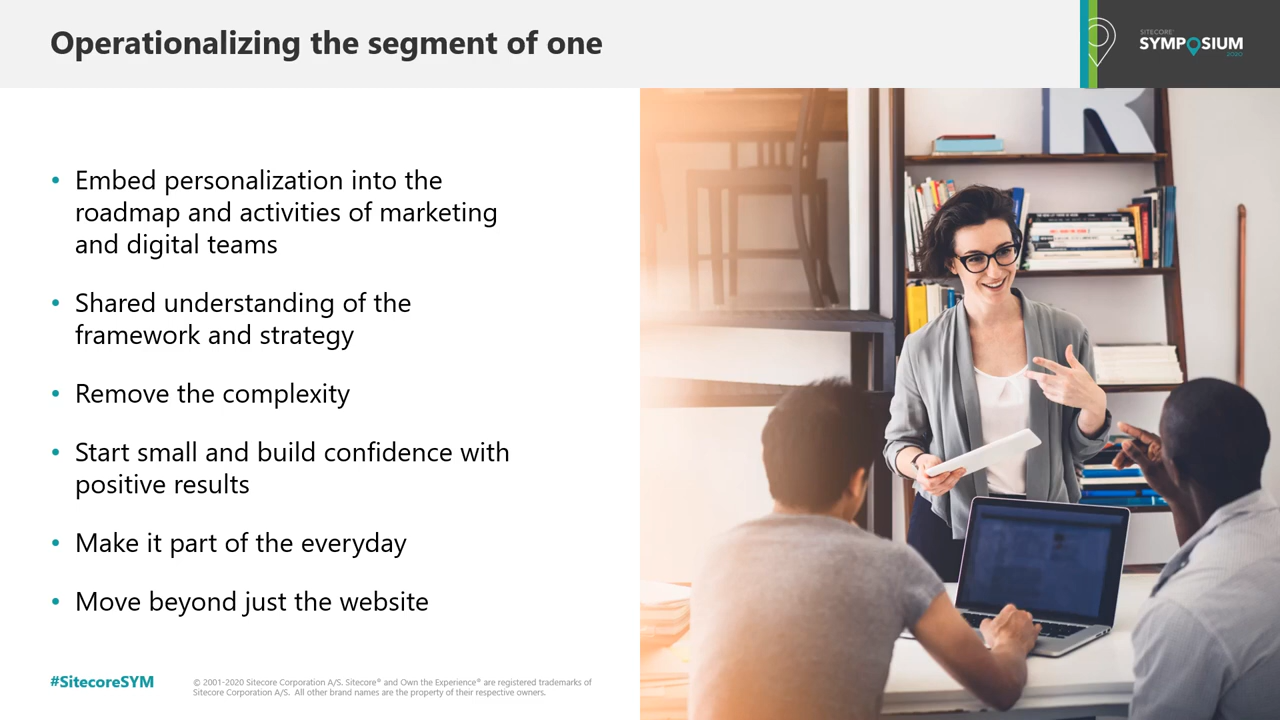 Operationalizing the segment of one
SITECORE
SYMPOSIUM
2020
• Embed personalization into the
roadmap and activities of marketing
and digital teams
• Shared understanding of the
framework and strategy
• Remove the complexity
• Start small and build confidence with
positive results
• Make it part of the everyday
• Move beyond just the website
R
#SitecoreSYM
© 2001-2020 Sitecore Corporation A/S. Sitecore® and Own the Experience® are registered trademarks of
Sitecore Corporation A/S. All other brand names are the property of their respective owners.